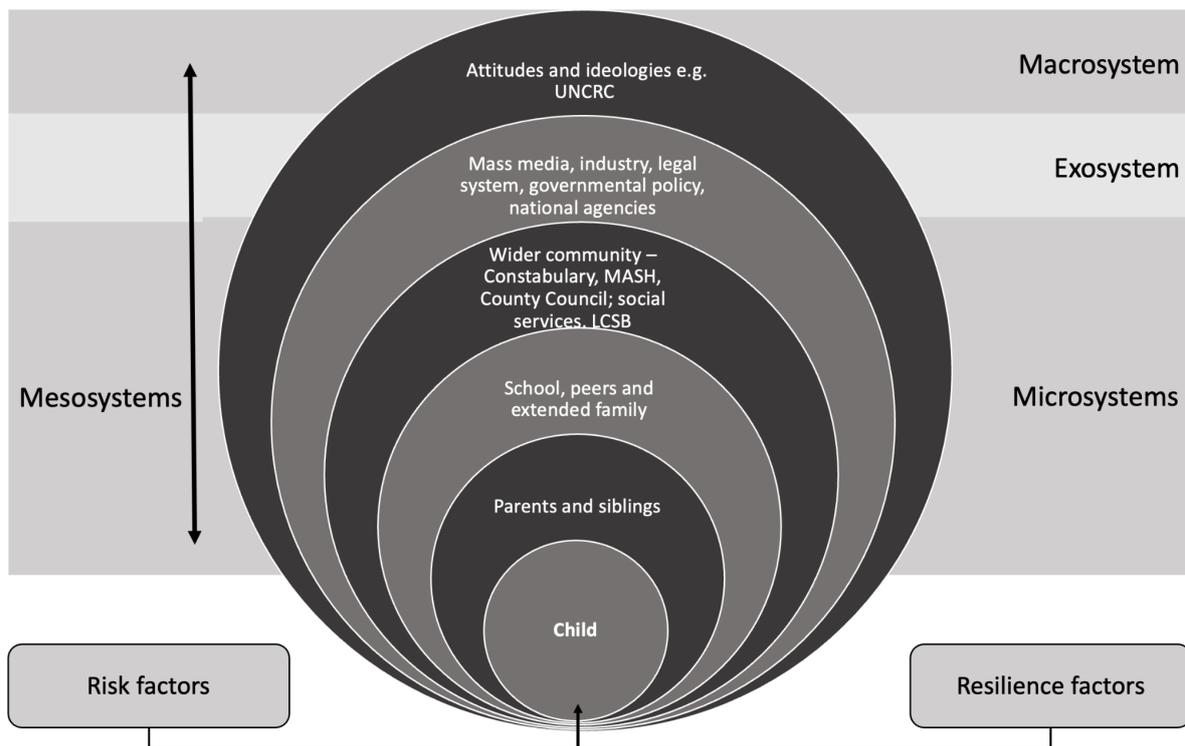 Attitudes and ideologies e.g.
UNCRC
Macrosystem
Mass media, industry, legal
system, governmental policy,
national agencies
Exosystem
Wider community –
Constabulary, MASH,
County Council; social
services, LCSB
School, peers and
extended family
Mesosystems
Microsystems
Parents and siblings
Child
Risk factors
Resilience factors